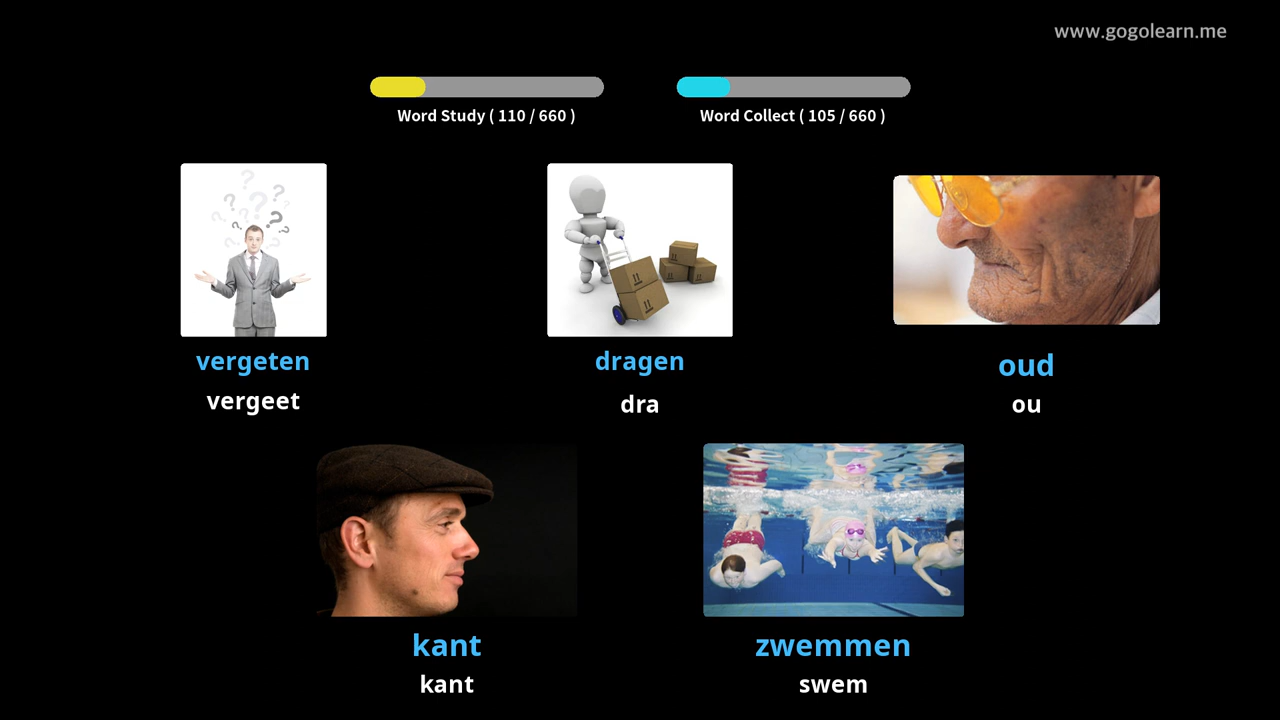 www.gogolearn.me
Word Study ( 110 / 660 )
Word Collect ( 105 / 660 )
vergeten
vergeet
dragen
dra
oud
ou
kant
kant
zwemmen
swem